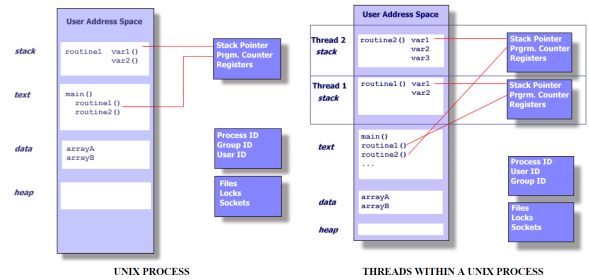 User Address Space
stack
routine1 var1()
var2()
Stack Pointer
Prgrm. Counter
Registers
text
main()
routine1()
routine2()
data
arrayA
arrayB
Process ID
Group ID
User ID
heap
Files
Locks
Sockets
UNIX PROCESS
User Address Space
Thread 2
stack
routine2() var1
var2
var3
Stack Pointer
Prgrm. Counter
Registers
Thread 1
stack
routine1() var1
var2
Stack Pointer
Prgrm. Counter
Registers
text
main()
routine1()
routine2()
...
Process ID
User ID
Group ID
data
arrayA
arrayB
heap
Files
Locks
Sockets
THREADS WITHIN A UNIX PROCESS